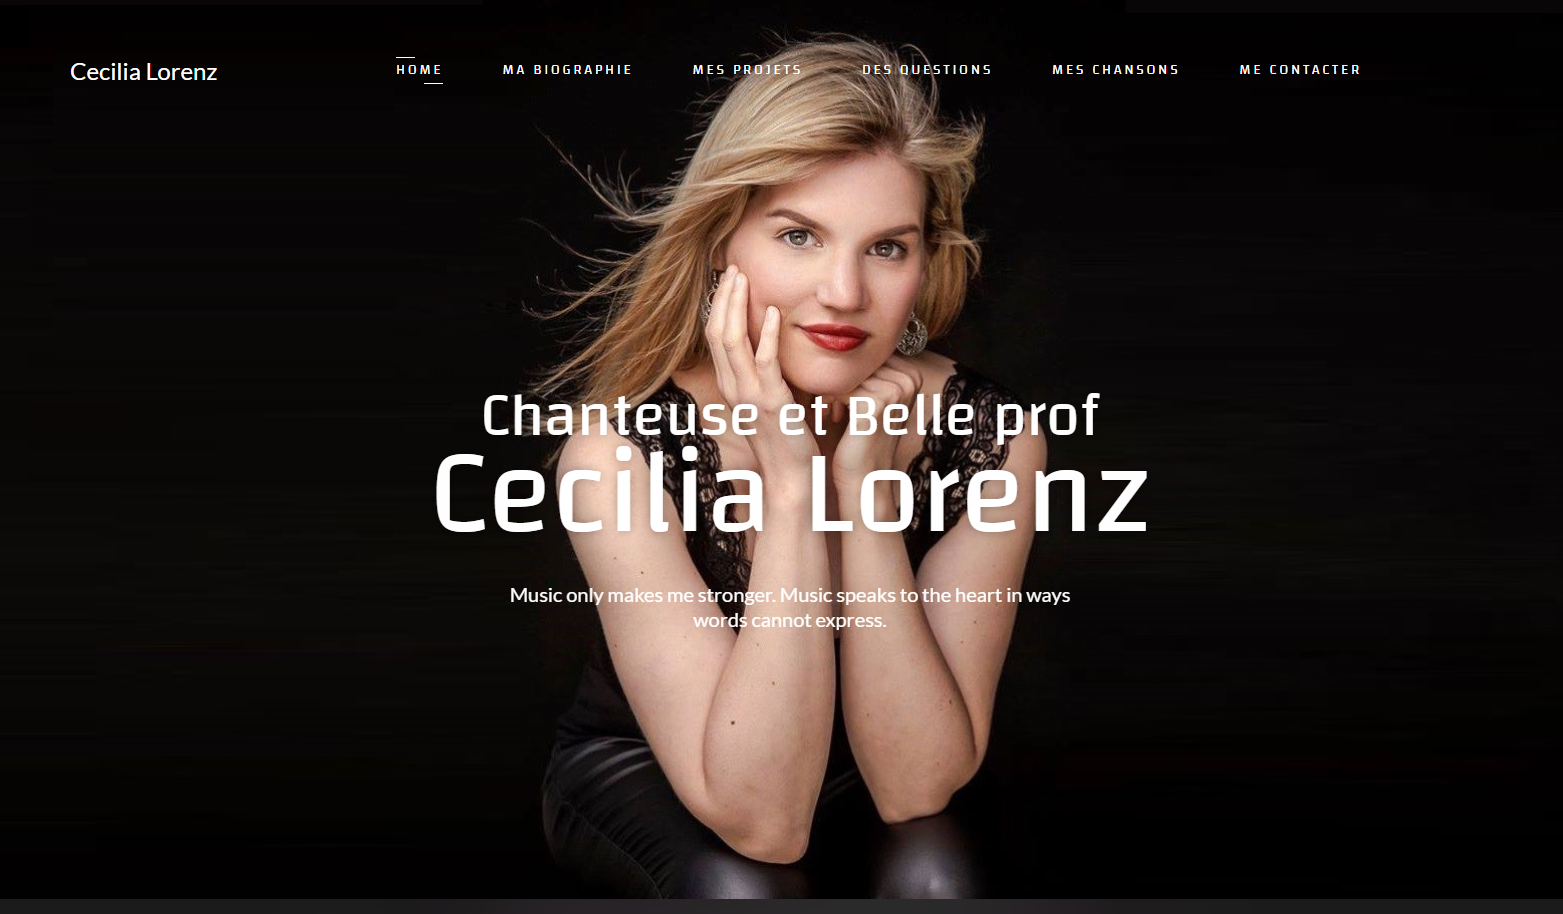 Cecilia Lorenz
HOME MA BIOGRAPHIE MES PROJETS DES QUESTIONS MES CHANSONS ME CONTACTER
Chanteuse et Belle prof
Cecilia Lorenz
Music only makes me stronger. Music speaks to the heart in ways
words cannot express.